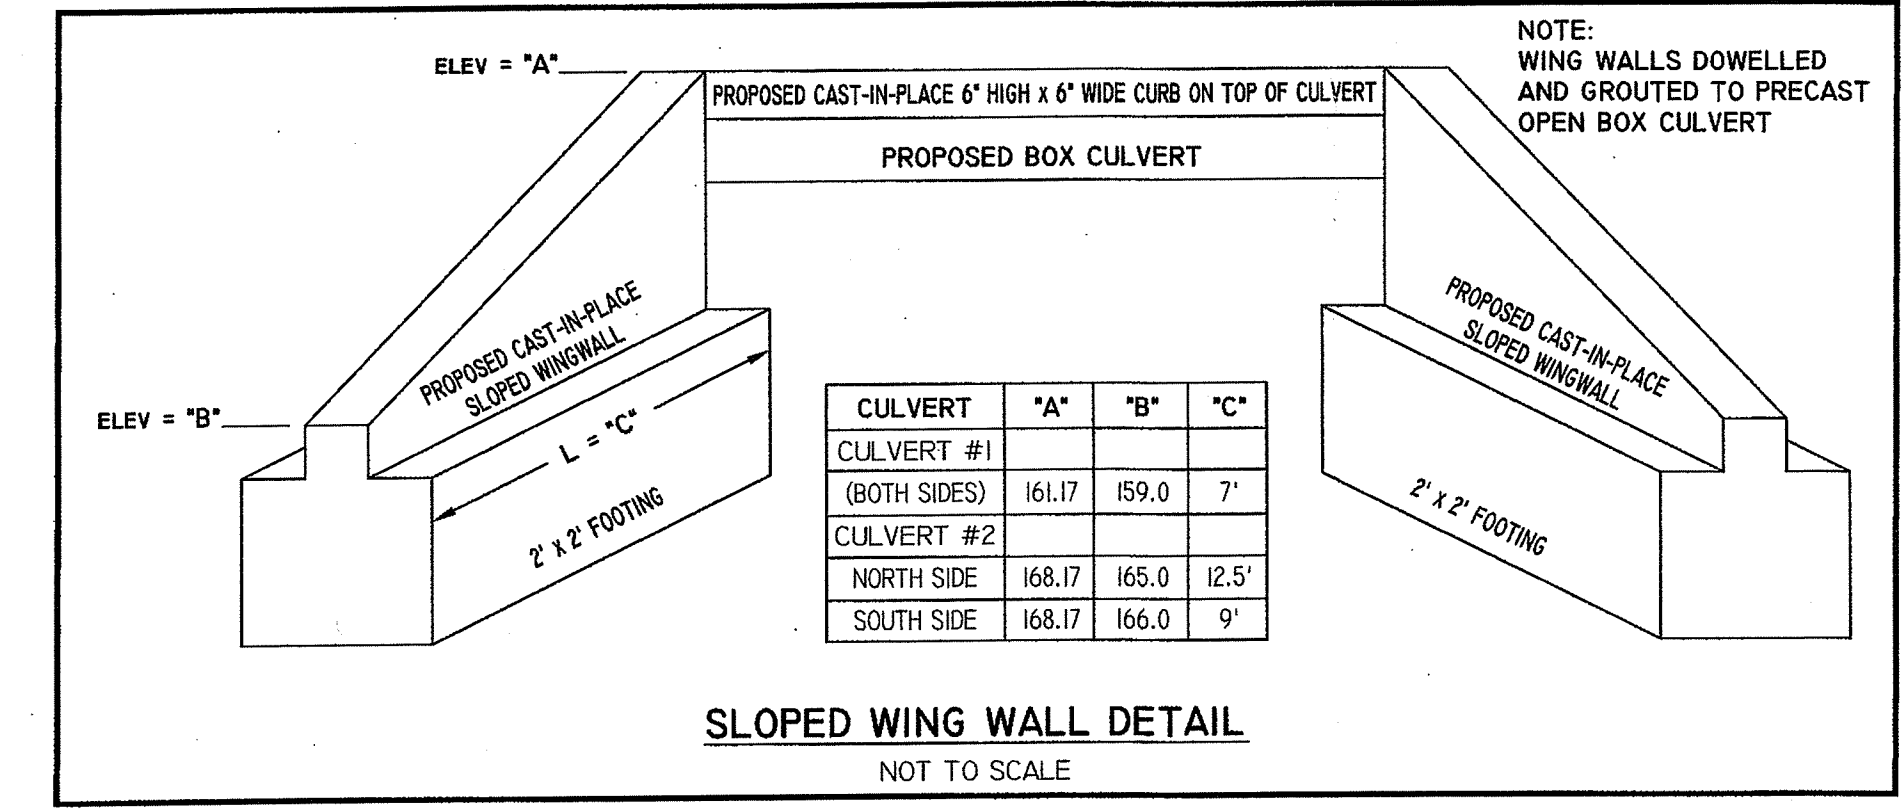 NOTE:
WING WALLS DOWELLED
AND GROUTED TO PRECAST
OPEN BOX CULVERT
ELEV = "A"
PROPOSED CAST-IN-PLACE 6" HIGH x 6" WIDE CURB ON TOP OF CULVERT
PROPOSED BOX CULVERT
PROPOSED CAST-IN-PLACE
SLOPED WINGWALL
PROPOSED CAST-IN-PLACE
SLOPED WINGWALL
ELEV = "B"
L = "C"
2' X 2' FOOTING
2' X 2' FOOTING
CULVERT "A" "B" "C"
CULVERT #1
(BOTH SIDES) 161.17 159.0 7'
CULVERT #2
NORTH SIDE 168.17 165.0 12.5'
SOUTH SIDE 168.17 166.0 9'
SLOPED WING WALL DETAIL
NOT TO SCALE